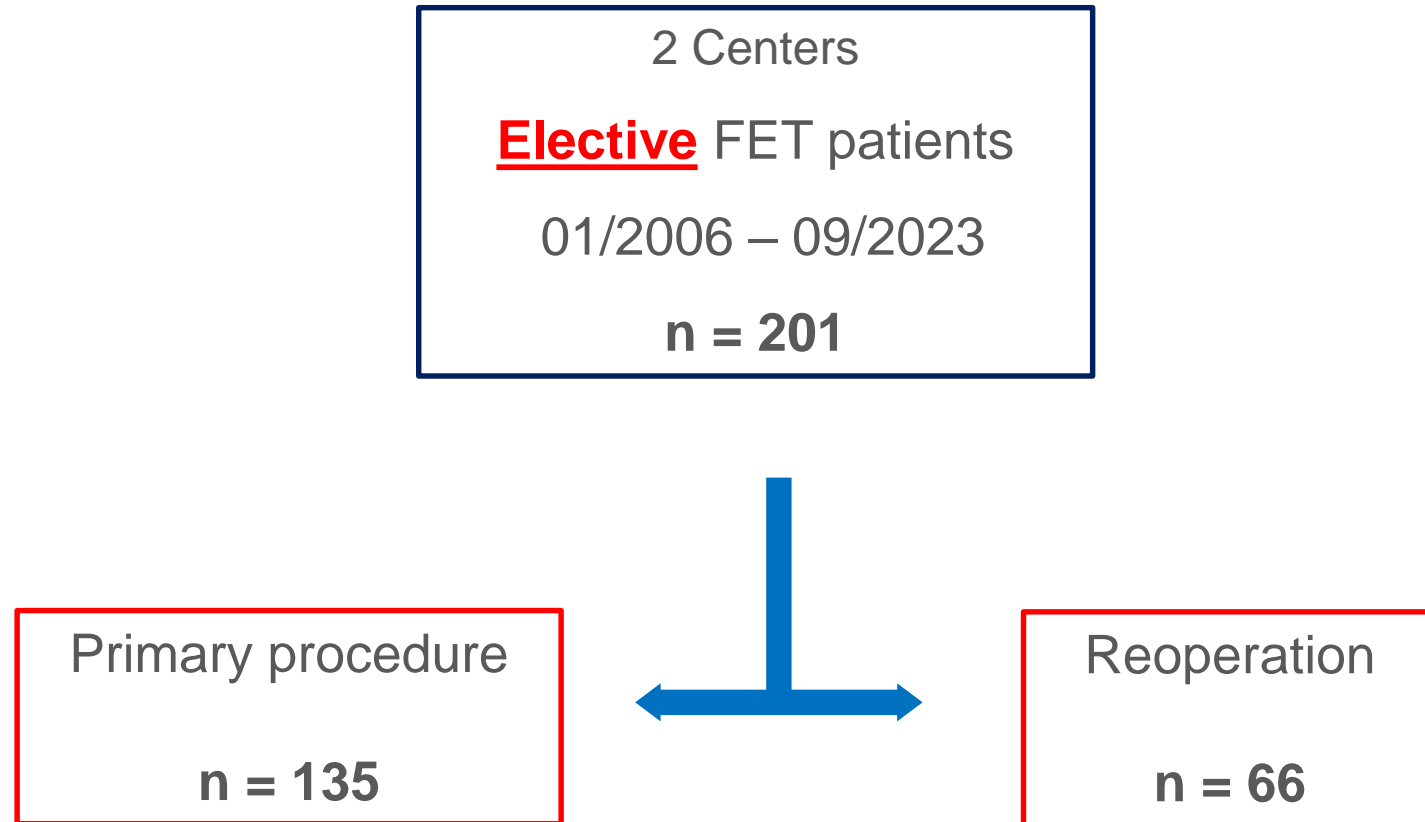 2 Centers
Elective FET patients
01/2006 – 09/2023
n = 201
Primary procedure
n = 135
Reoperation
n = 66